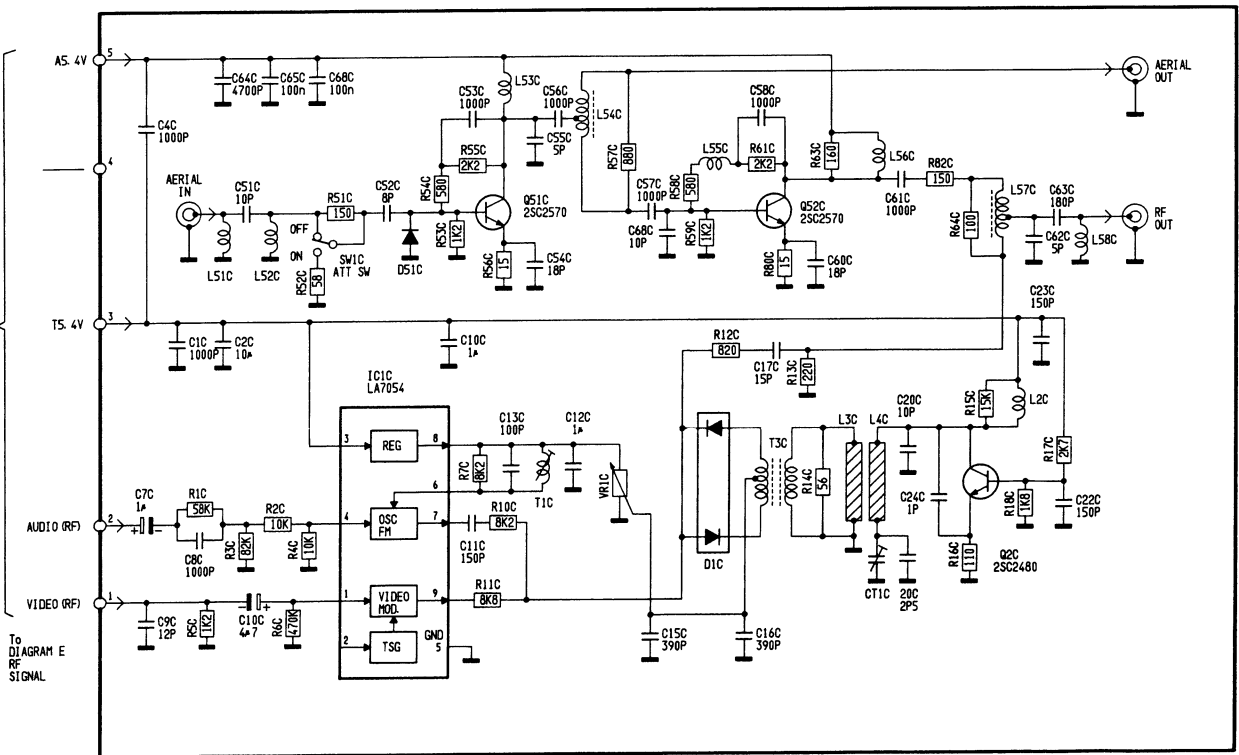 5
A5. 4V
C64C
4700P
C65C
100n
C68C
100n
L53C
C53C
1000P
C56C
1000P
L54C
C58C
1000P
AERIAL
OUT
C4C
1000P
R55C
2K2
C55C
5P
R57C
880
L55C
R61C
2K2
R63C
160
L56C
R82C
150
4
AERIAL
IN
C51C
10P
R51C
150
C52C
8P
R54C
580
Q51C
2SC2570
C57C
1000P
R58C
580
Q52C
2SC2570
C61C
1000P
L57C
C63C
180P
RF
OUT
OFF
ON
SW1C
ATT SW
L51C
L52C
R52C
58
D51C
R53C
1K2
R56C
15
C54C
18P
C68C
10P
R59C
1K2
R80C
15
C60C
18P
R64C
100
C62C
5P
L58C
T5. 4V
3
C1C
1000P
C2C
10µ
C10C
1µ
C23C
150P
R12C
820
C17C
15P
R13C
220
IC1C
LA7054
C13C
100P
C12C
1µ
R15C
15K
L2C
3
REG
8
R7C
8K2
T1C
VR1C
T3C
L3C
L4C
C20C
10P
R17C
2K7
6
C7C
1µ
R1C
58K
R2C
10K
R10C
8K2
R14C
56
C24C
1P
R18C
1K8
C22C
150P
AUDIO (RF)
2
+
-
C8C
1000P
R3C
82K
R4C
10K
4
OSC
FM
7
C11C
150P
D1C
CT1C
20C
2P5
R16C
110
Q2C
2SC2480
VIDEO (RF)
1
C9C
12P
R5C
1K2
-
+
C10C
4µ7
R6C
470K
1
VIDEO
MOD.
9
R11C
8K8
2
TSG
GND
5
C15C
390P
C16C
390P
To
DIAGRAM E
RF
SIGNAL